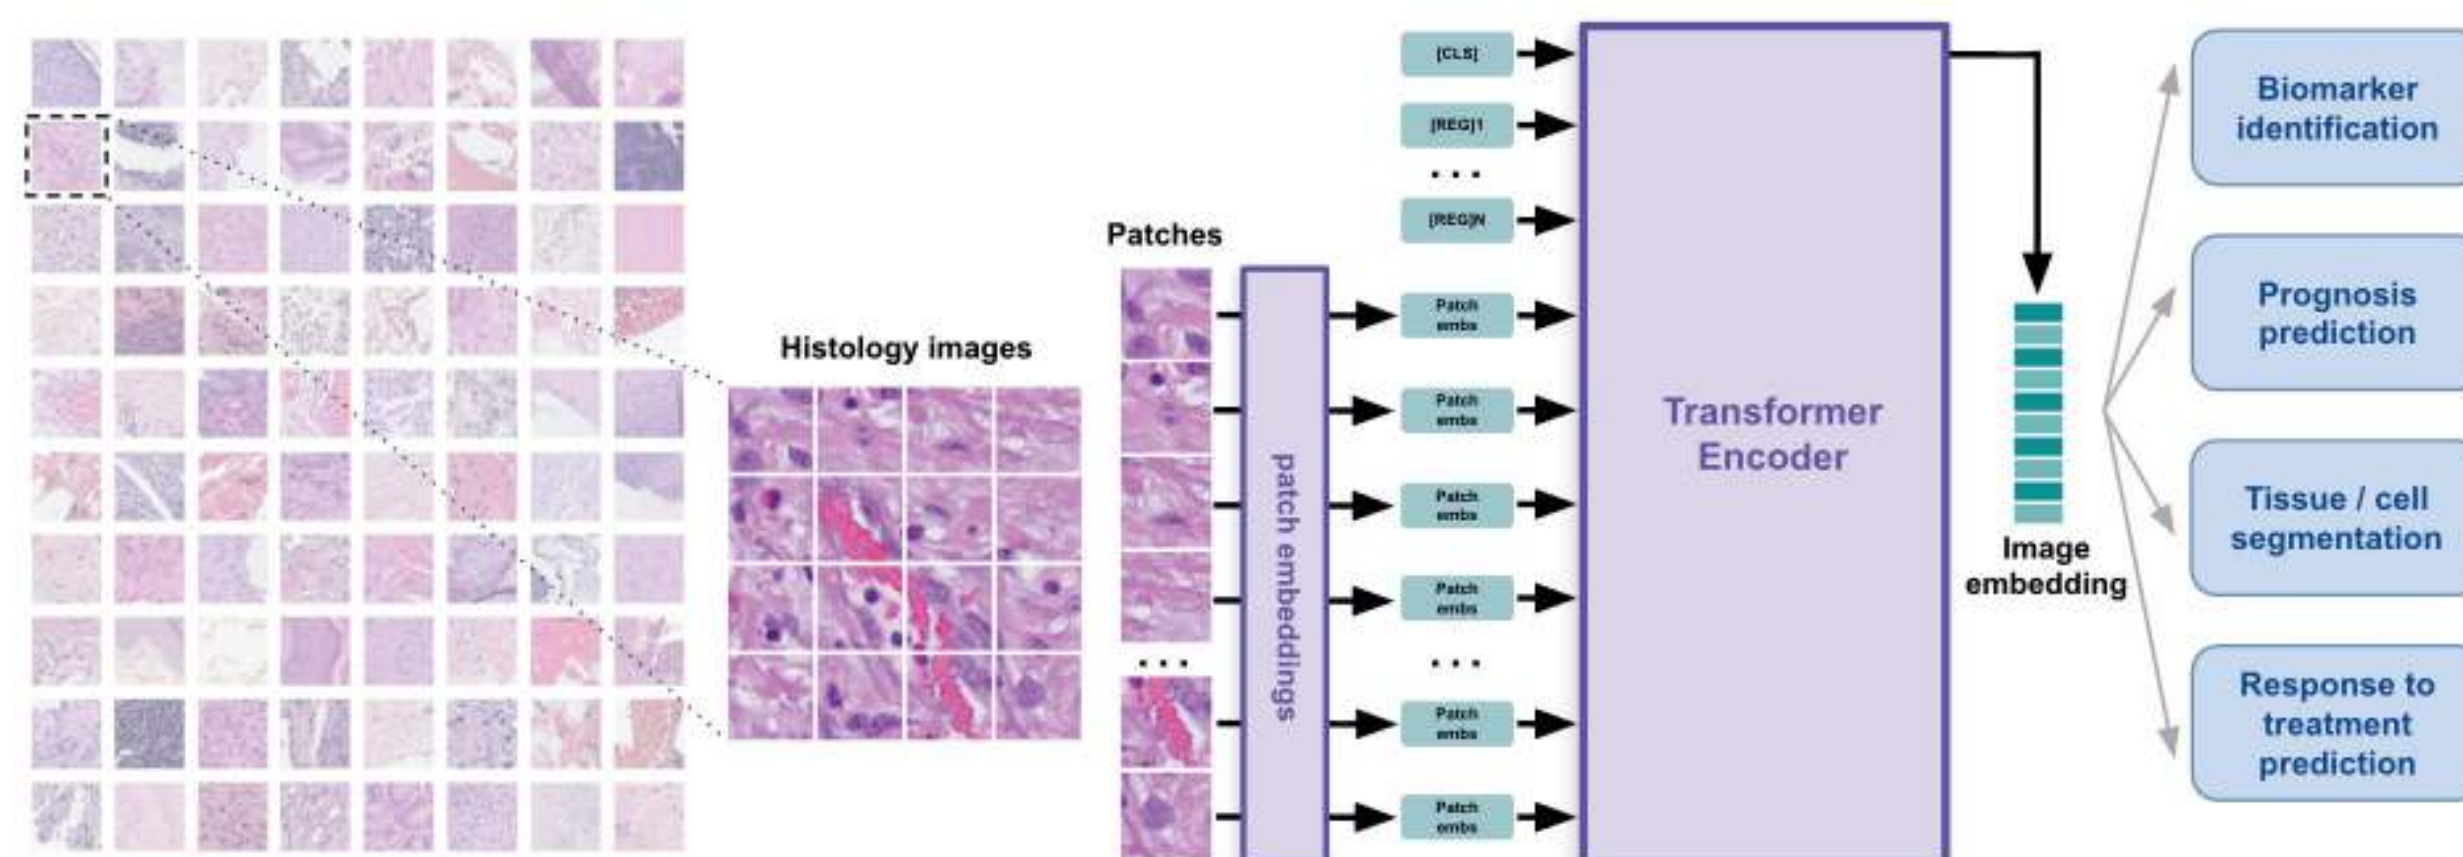 Histology images
Patches
. . .
patch embeddings
[CLS]
[REG]1
. . .
[REG]N
Patch
embs
Patch
embs
Patch
embs
Patch
embs
. . .
Patch
embs
Patch
embs
Transformer
Encoder
Image
embedding
Biomarker
identification
Prognosis
prediction
Tissue / cell
segmentation
Response to
treatment
prediction